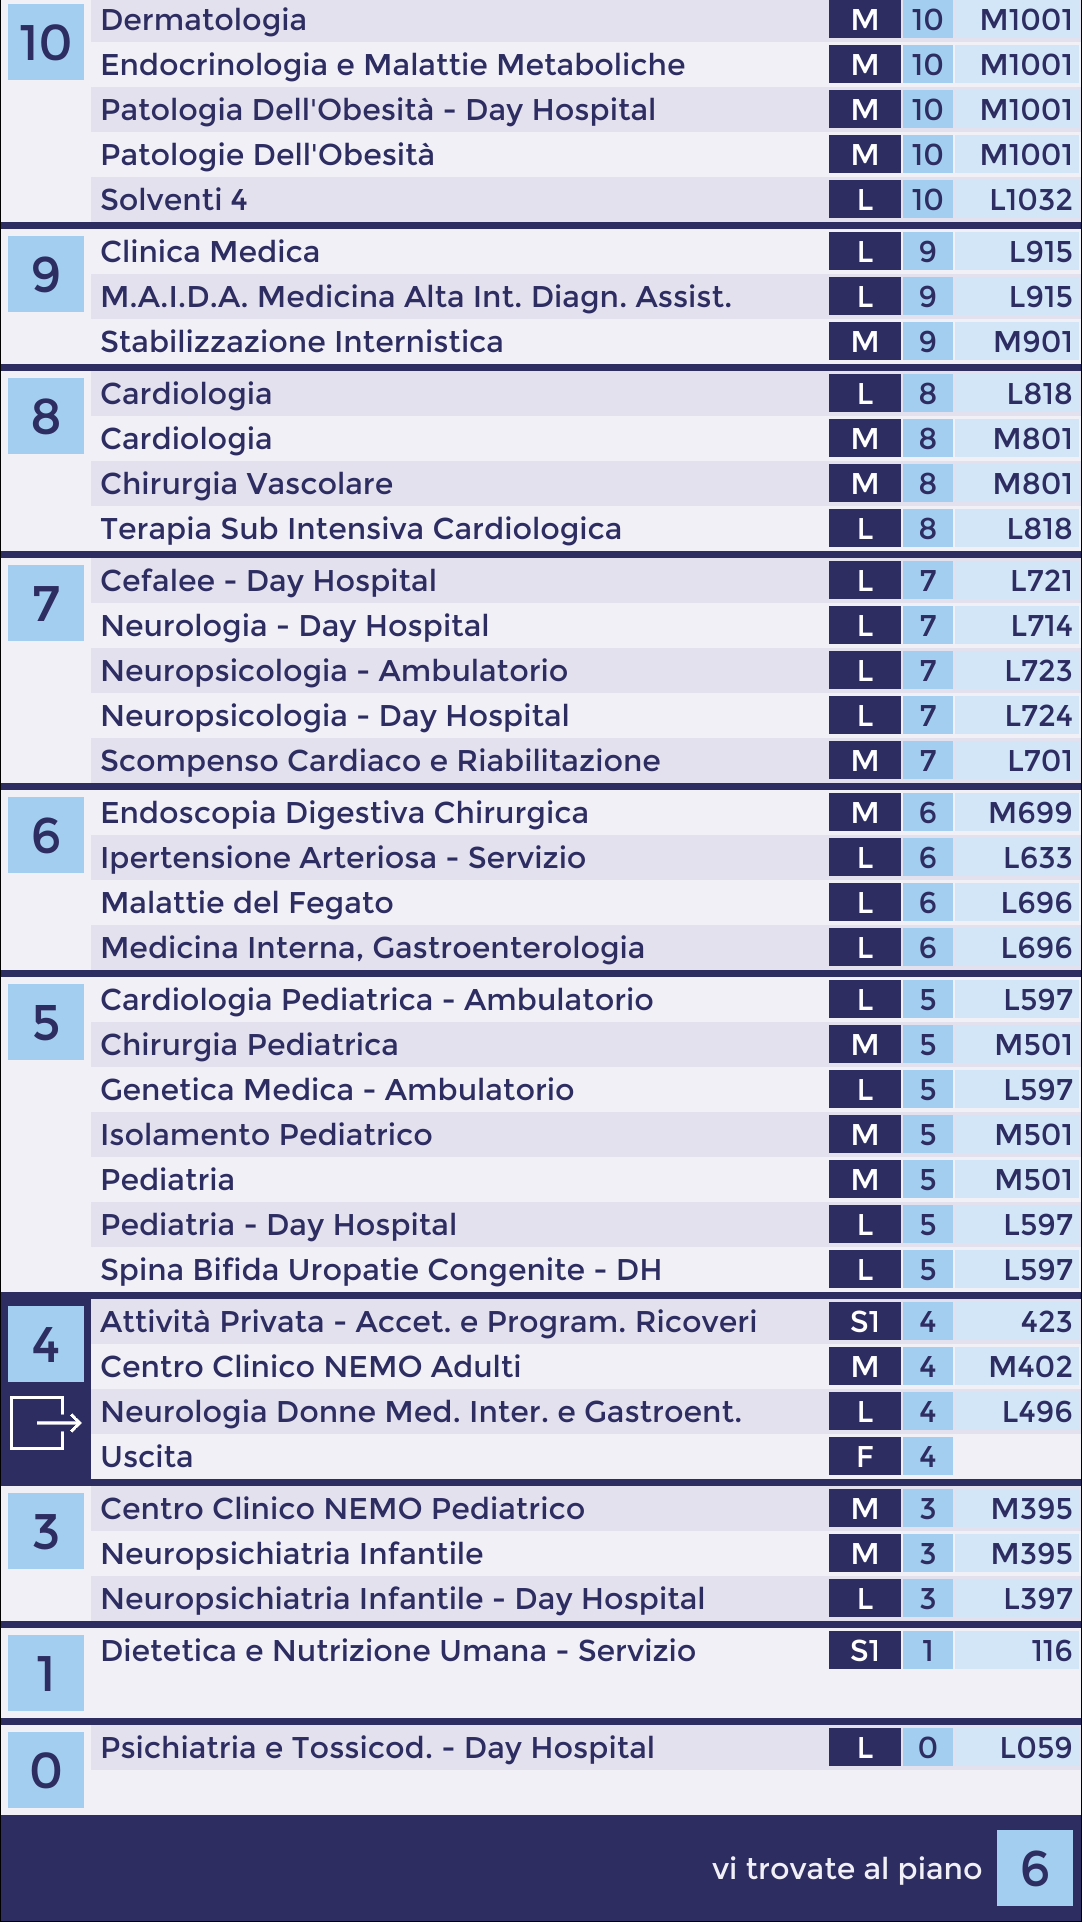 10 Dermatologia M 10 M1001
Endocrinologia e Malattie Metaboliche M 10 M1001
Patologia Dell'Obesità - Day Hospital M 10 M1001
Patologie Dell'Obesità M 10 M1001
Solventi 4 L 10 L1032
9 Clinica Medica L 9 L915
M.A.I.D.A. Medicina Alta Int. Diagn. Assist. L 9 L915
Stabilizzazione Internistica M 9 M901
8 Cardiologia L 8 L818
Cardiologia M 8 M801
Chirurgia Vascolare M 8 M801
Terapia Sub Intensiva Cardiologica L 8 L818
7 Cefalee - Day Hospital L 7 L721
Neurologia - Day Hospital L 7 L714
Neuropsicologia - Ambulatorio L 7 L723
Neuropsicologia - Day Hospital L 7 L724
Scompenso Cardiaco e Riabilitazione M 7 L701
6 Endoscopia Digestiva Chirurgica M 6 M699
Ipertensione Arteriosa - Servizio L 6 L633
Malattie del Fegato L 6 L696
Medicina Interna, Gastroenterologia L 6 L696
5 Cardiologia Pediatrica - Ambulatorio L 5 L597
Chirurgia Pediatrica M 5 M501
Genetica Medica - Ambulatorio L 5 L597
Isolamento Pediatrico M 5 M501
Pediatria M 5 M501
Pediatria - Day Hospital L 5 L597
Spina Bifida Uropatie Congenite - DH L 5 L597
4 Attività Privata - Accet. e Program. Ricoveri S1 4 423
Centro Clinico NEMO Adulti M 4 M402
Neurologia Donne Med. Inter. e Gastroent. L 4 L496
Uscita F 4
3 Centro Clinico NEMO Pediatrico M 3 M395
Neuropsichiatria Infantile M 3 M395
Neuropsichiatria Infantile - Day Hospital L 3 L397
1 Dietetica e Nutrizione Umana - Servizio S1 1 116
0 Psichiatria e Tossicod. - Day Hospital L 0 L059
vi trovate al piano 6